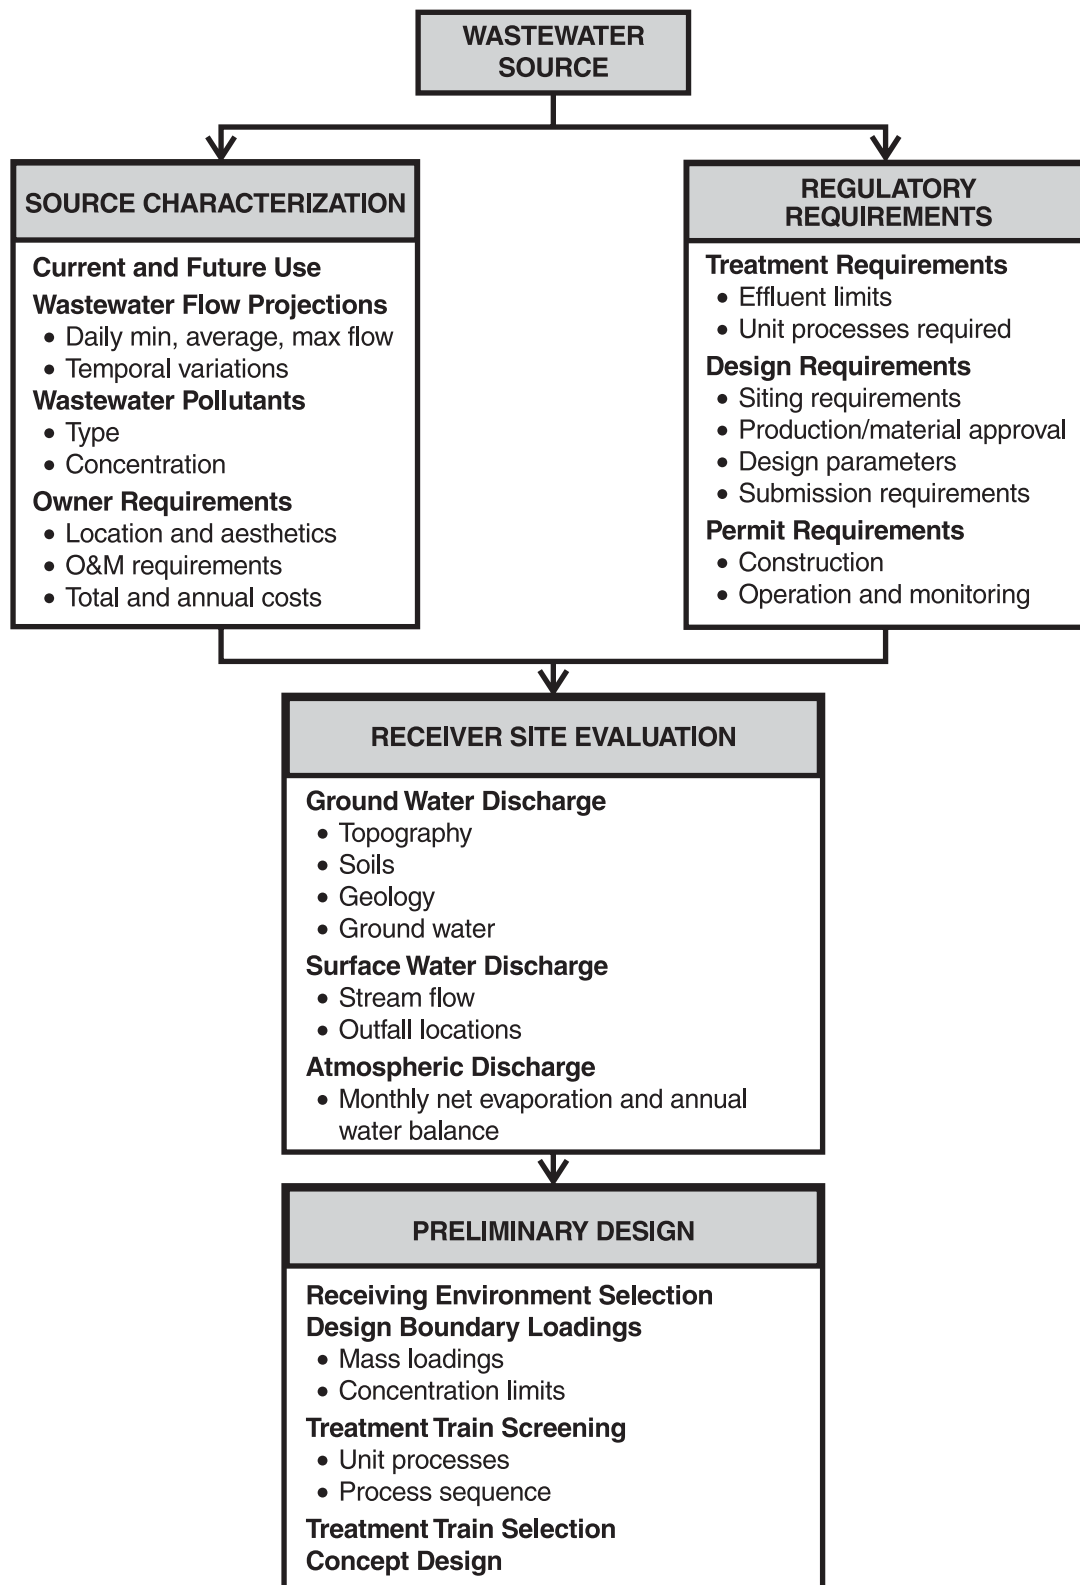 WASTEWATER
SOURCE
SOURCE CHARACTERIZATION
Current and Future Use
Wastewater Flow Projections
• Daily min, average, max flow
• Temporal variations
Wastewater Pollutants
• Type
• Concentration
Owner Requirements
• Location and aesthetics
• O&M requirements
• Total and annual costs
REGULATORY
REQUIREMENTS
Treatment Requirements
• Effluent limits
• Unit processes required
Design Requirements
• Siting requirements
• Production/material approval
• Design parameters
• Submission requirements
Permit Requirements
• Construction
• Operation and monitoring
RECEIVER SITE EVALUATION
Ground Water Discharge
• Topography
• Soils
• Geology
• Ground water
Surface Water Discharge
• Stream flow
• Outfall locations
Atmospheric Discharge
• Monthly net evaporation and annual
water balance
PRELIMINARY DESIGN
Receiving Environment Selection
Design Boundary Loadings
• Mass loadings
• Concentration limits
Treatment Train Screening
• Unit processes
• Process sequence
Treatment Train Selection
Concept Design